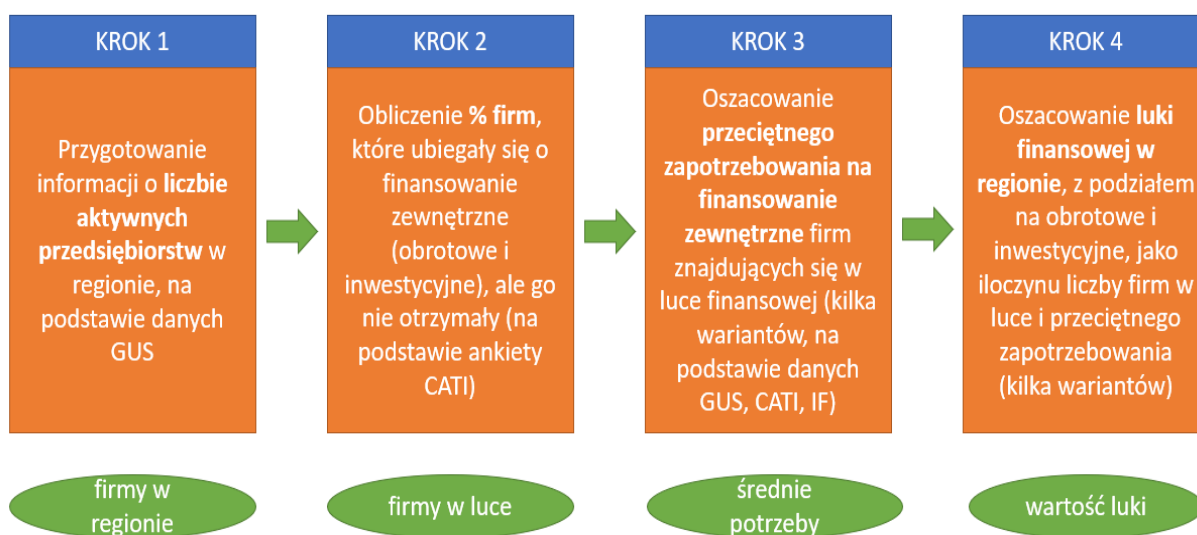 KROK 1
Przygotowanie
informacji o liczbie
aktywnych
przedsiębiorstw w
regionie, na
podstawie danych
GUS
firmy w
regionie
KROK 2
Obliczenie % firm,
które ubiegały się o
finansowanie
zewnętrzne
(obrotowe i
inwestycyjne), ale go
nie otrzymały (na
podstawie ankiety
CATI)
firmy w luce
KROK 3
Oszacowanie
przeciętnego
zapotrzebowania na
finansowanie
zewnętrzne firm
znajdujących się w
luce finansowej (kilka
wariantów, na
podstawie danych
GUS, CATI, IF)
średnie
potrzeby
KROK 4
Oszacowanie luki
finansowej w
regionie, z podziałem
na obrotowe i
inwestycyjne, jako
iloczynu liczby firm w
luce i przeciętnego
zapotrzebowania
(kilka wariantów)
wartość luki